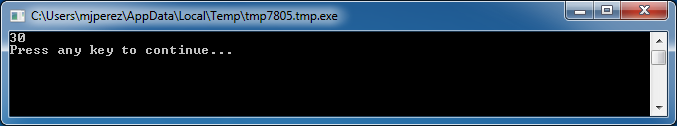 C:\Users\mjperez\AppData\Local\Temp\tmp7805.tmp.exe
30
Press any key to continue...